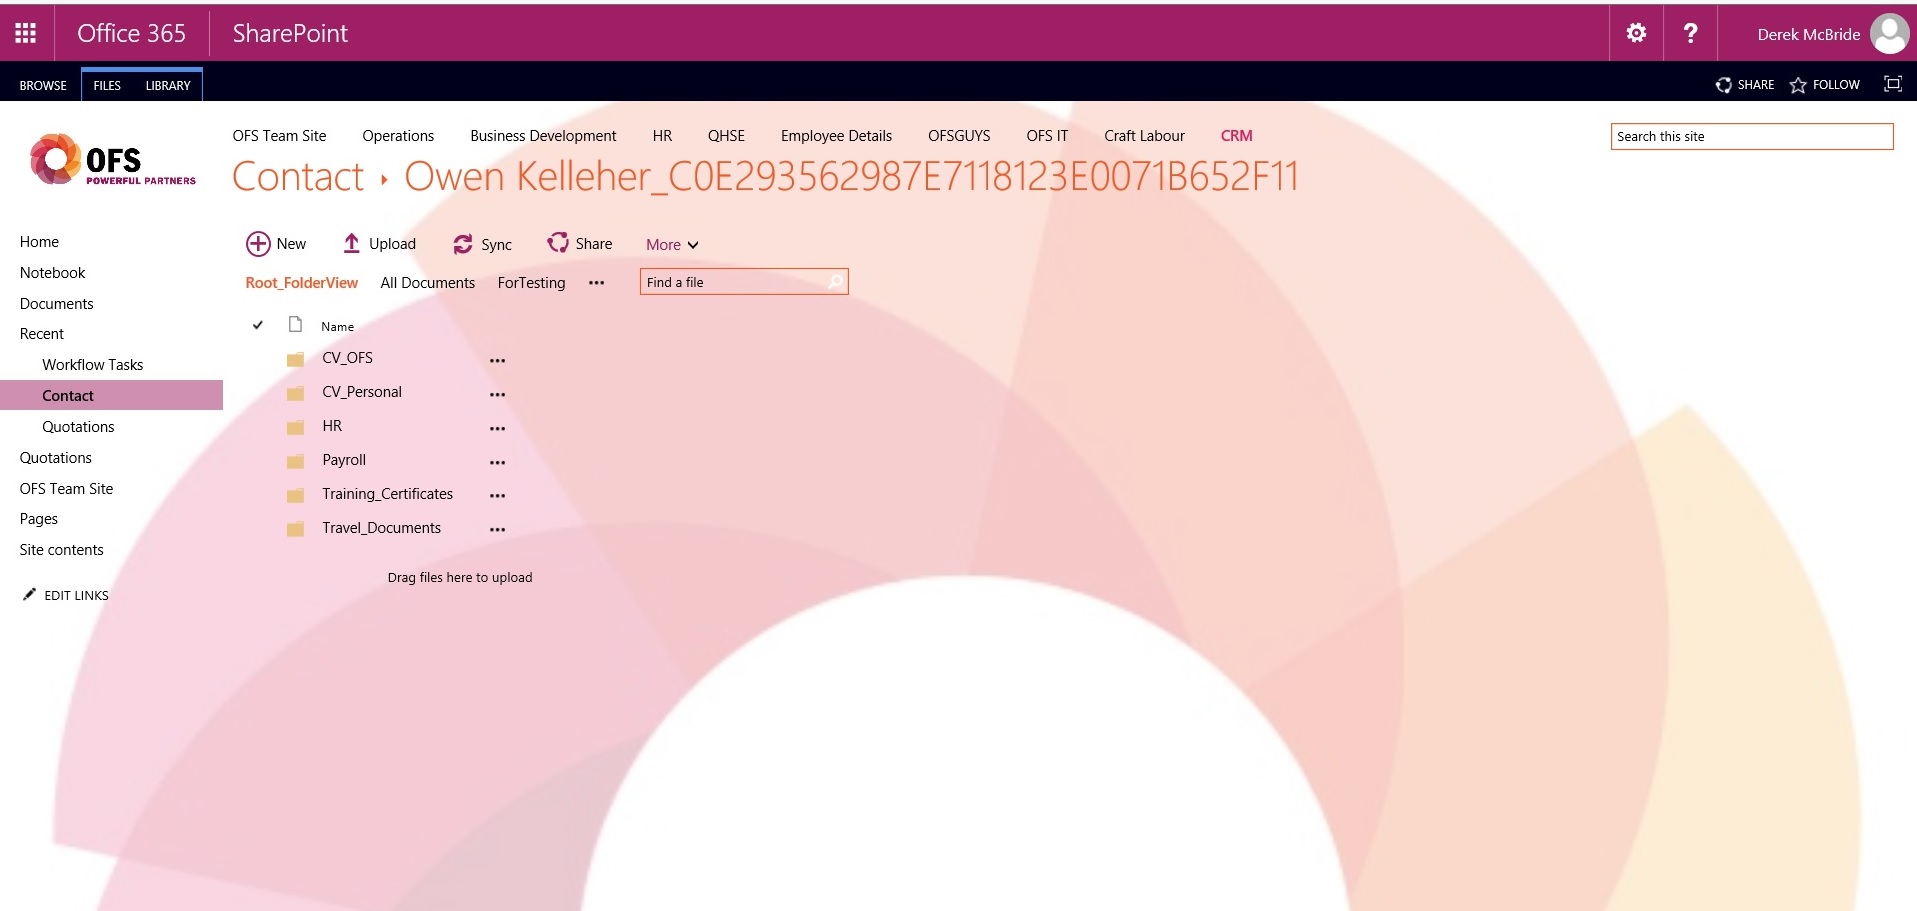 Office 365 SharePoint Derek McBride
BROWSE FILES LIBRARY SHARE FOLLOW
OFS
POWERFUL PARTNERS
OFS Team Site Operations Business Development HR QHSE Employee Details OFSGUYS OFS IT Craft Labour CRM
Search this site
Contact Owen Kelleher_C0E293562987E7118123E0071B652F11
Home
Notebook
Documents
Recent
Workflow Tasks
Contact
Quotations
Quotations
OFS Team Site
Pages
Site contents
EDIT LINKS
New Upload Sync Share More
Root_FolderView All Documents ForTesting ••• Find a file
Name
CV_OFS •••
CV_Personal •••
HR •••
Payroll •••
Training_Certificates •••
Travel_Documents •••
Drag files here to upload